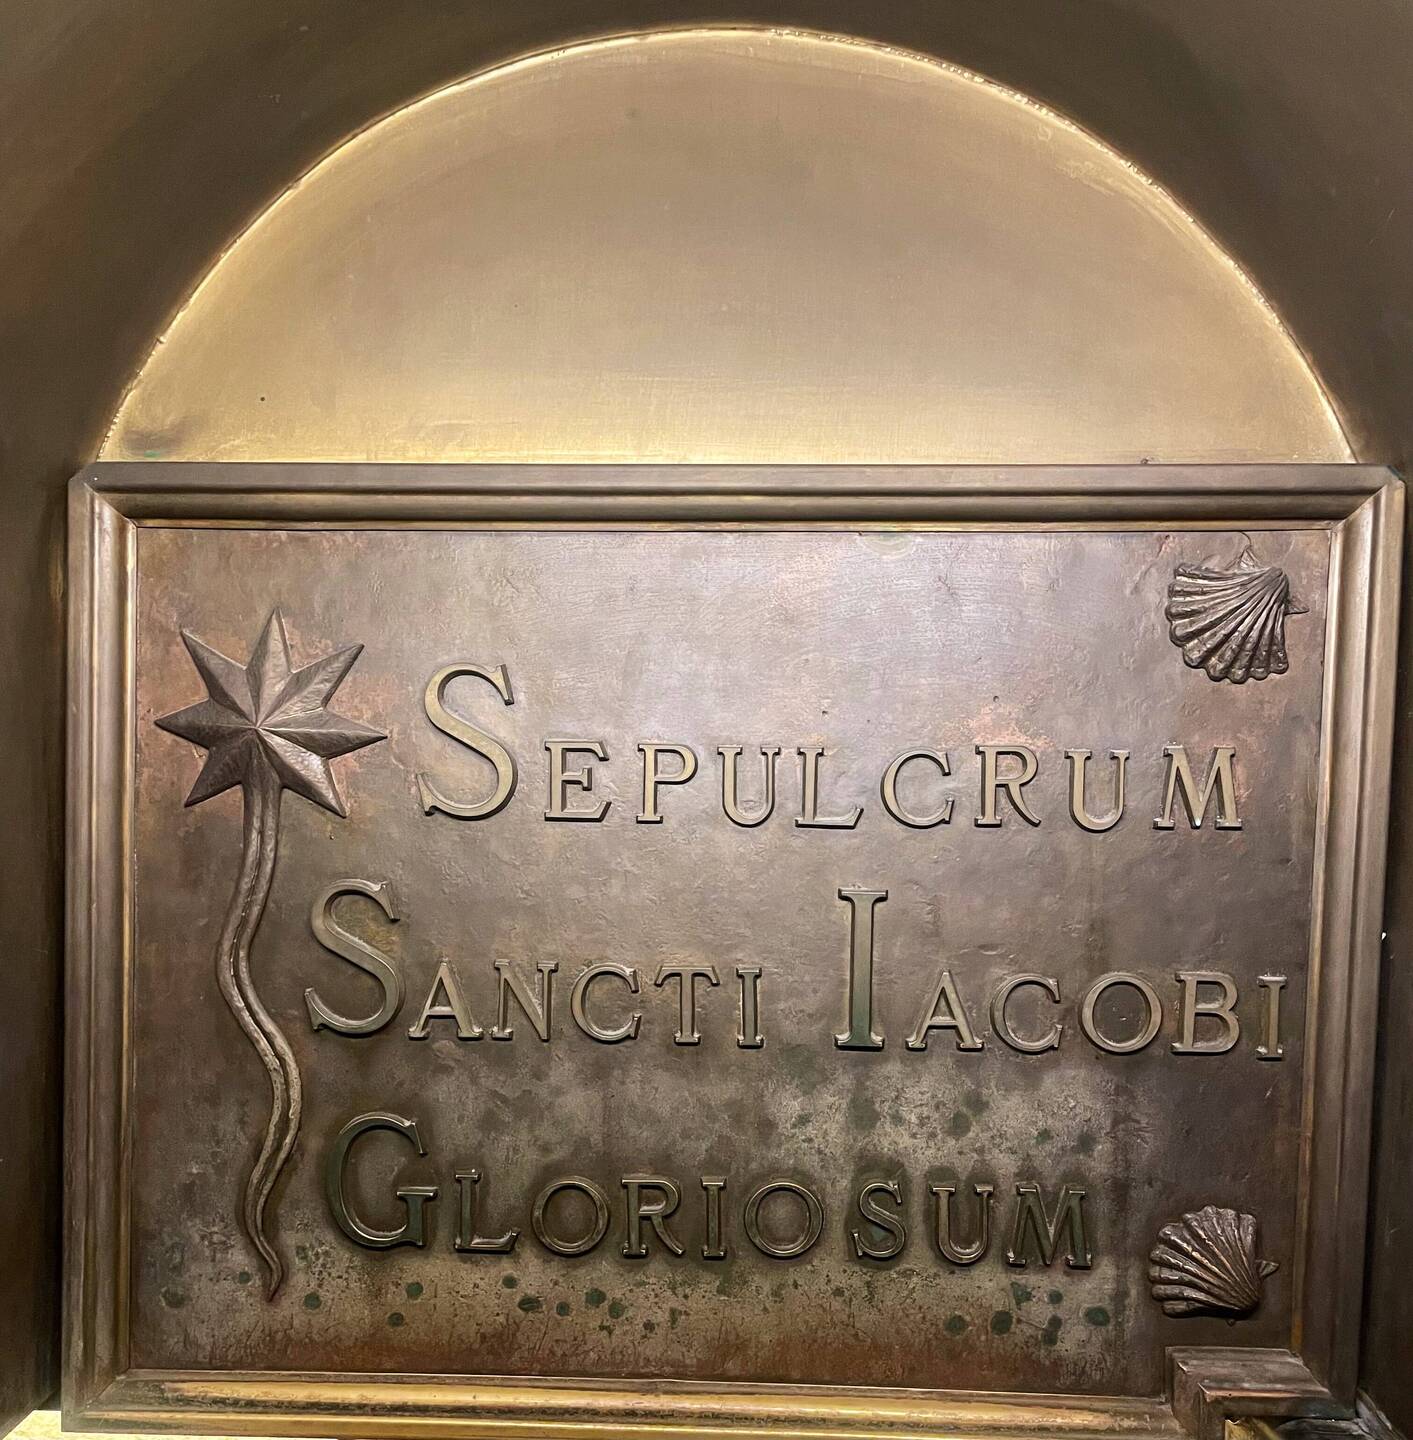 Sepulcrum
Sancti Iacobi
Gloriosum